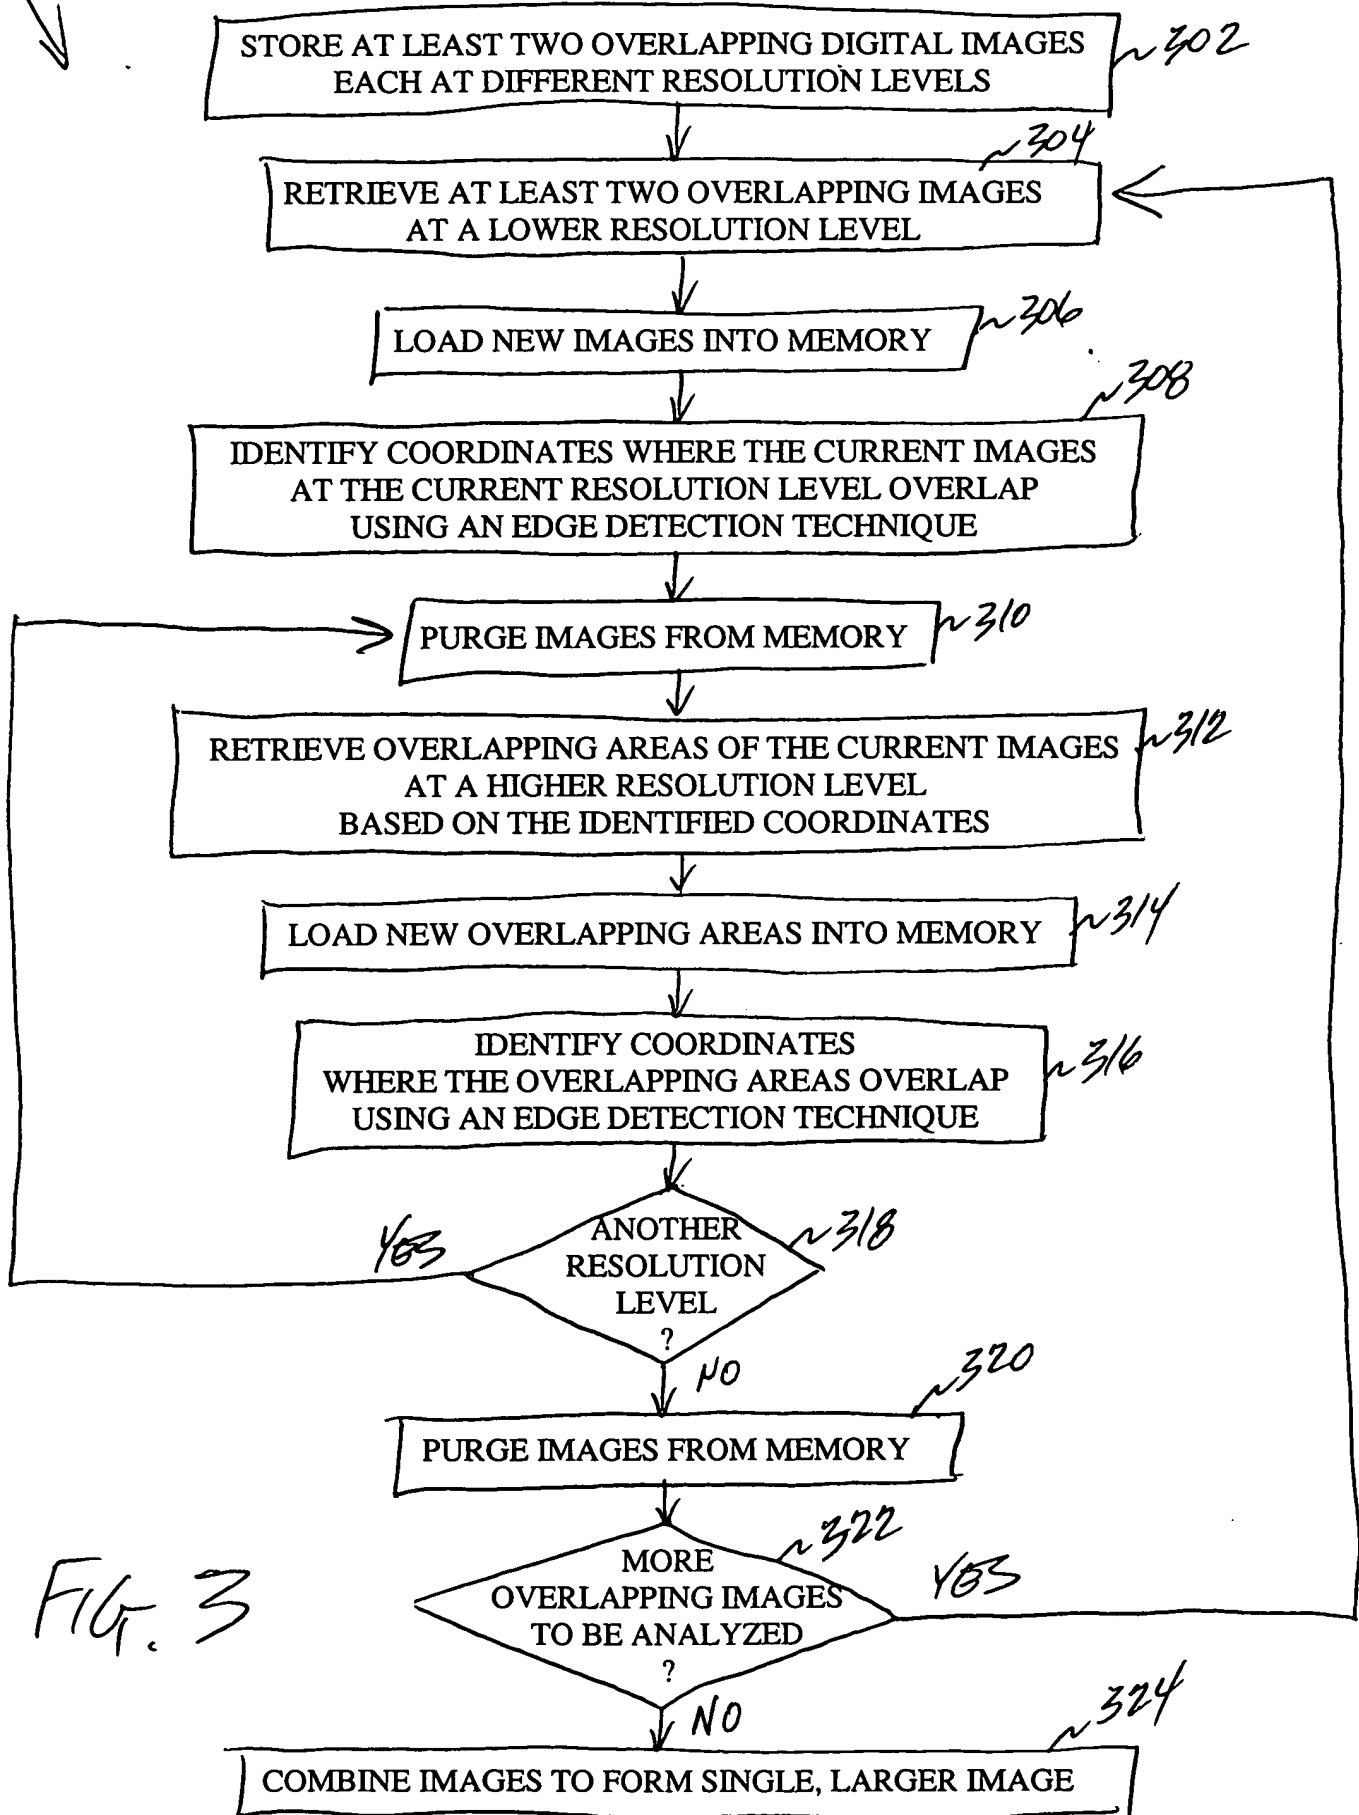 STORE AT LEAST TWO OVERLAPPING DIGITAL IMAGES
EACH AT DIFFERENT RESOLUTION LEVELS
~302
~304
RETRIEVE AT LEAST TWO OVERLAPPING IMAGES
AT A LOWER RESOLUTION LEVEL
~306
LOAD NEW IMAGES INTO MEMORY
~308
IDENTIFY COORDINATES WHERE THE CURRENT IMAGES
AT THE CURRENT RESOLUTION LEVEL OVERLAP
USING AN EDGE DETECTION TECHNIQUE
PURGE IMAGES FROM MEMORY
~310
RETRIEVE OVERLAPPING AREAS OF THE CURRENT IMAGES
AT A HIGHER RESOLUTION LEVEL
BASED ON THE IDENTIFIED COORDINATES
~312
LOAD NEW OVERLAPPING AREAS INTO MEMORY
~314
IDENTIFY COORDINATES
WHERE THE OVERLAPPING AREAS OVERLAP
USING AN EDGE DETECTION TECHNIQUE
~316
ANOTHER
RESOLUTION
LEVEL
?
~318
YES
NO
~320
PURGE IMAGES FROM MEMORY
~322
MORE
OVERLAPPING IMAGES
TO BE ANALYZED
?
YES
FIG. 3
NO
~324
COMBINE IMAGES TO FORM SINGLE, LARGER IMAGE